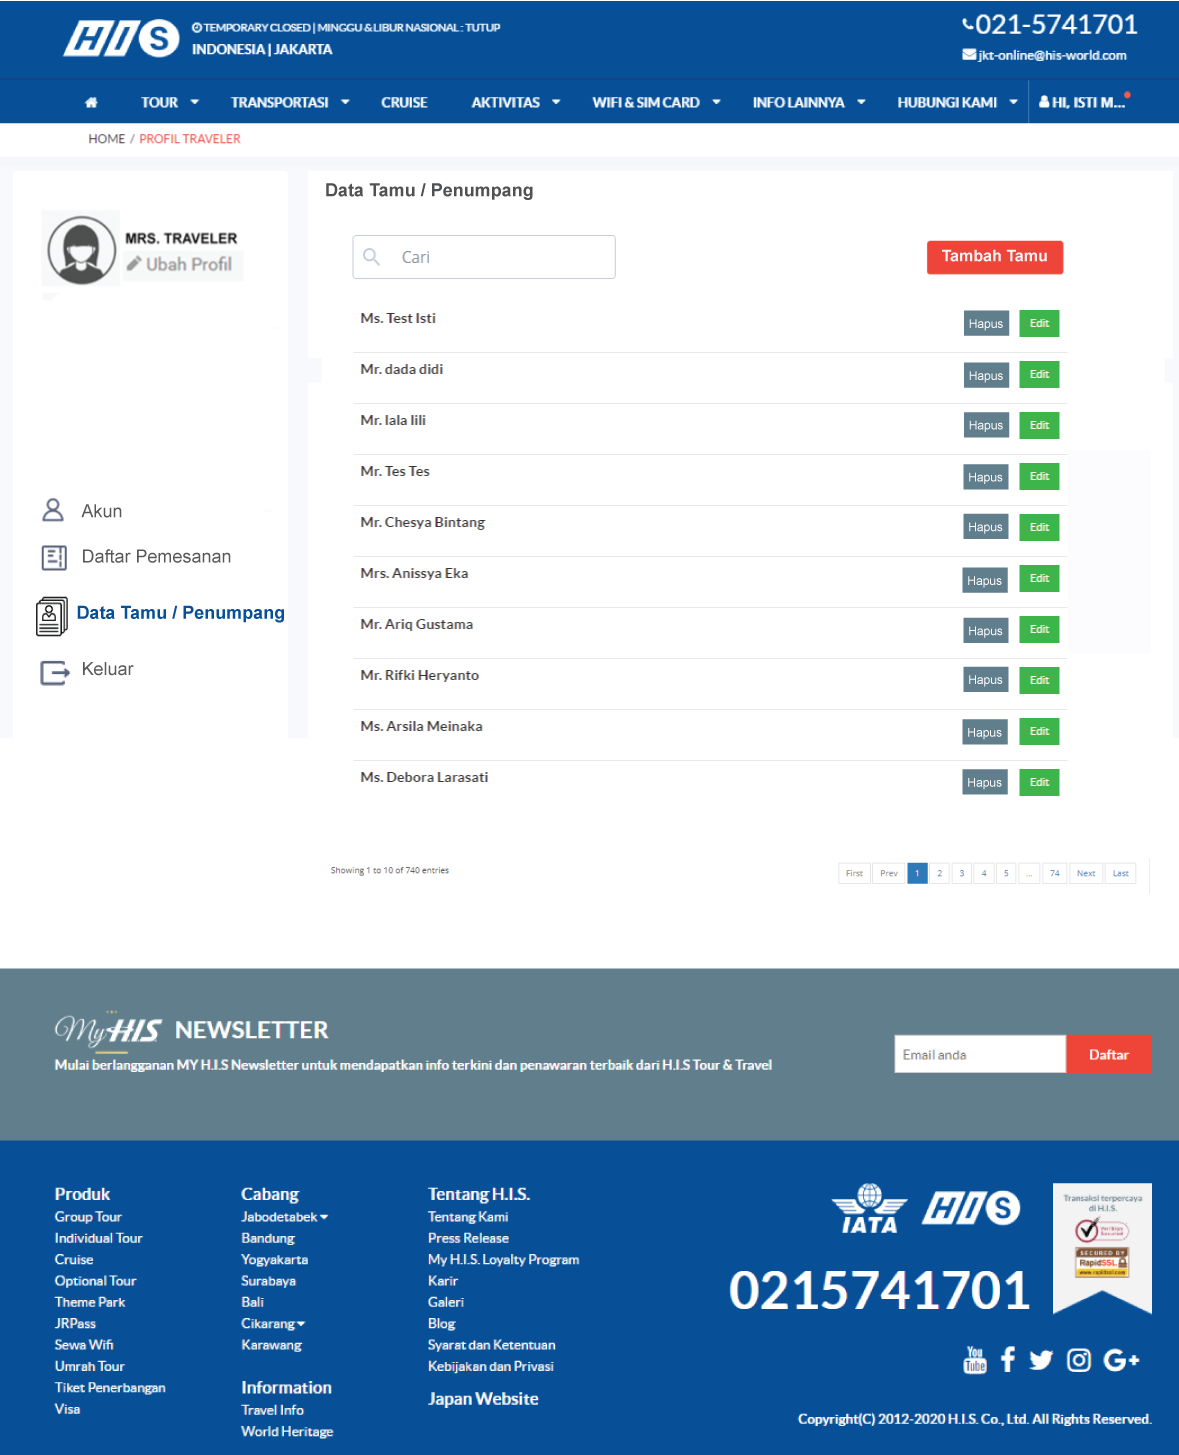 HIS
TEMPORARY CLOSED | MINGGU & LIBUR NASIONAL : TUTUP
INDONESIA | JAKARTA
021-5741701
jkt-online@his-world.com
TOUR
TRANSPORTASI
CRUISE
AKTIVITAS
WIFI & SIM CARD
INFO LAINNYA
HUBUNGI KAMI
HI, ISTI M...
HOME / PROFIL TRAVELER
MRS. TRAVELER
Ubah Profil
Akun
Daftar Pemesanan
Data Tamu / Penumpang
Keluar
Data Tamu / Penumpang
Cari
Tambah Tamu
Ms. Test Isti Hapus Edit
Mr. dada didi Hapus Edit
Mr. lala lili Hapus Edit
Mr. Tes Tes Hapus Edit
Mr. Chesya Bintang Hapus Edit
Mrs. Anissya Eka Hapus Edit
Mr. Ariq Gustama Hapus Edit
Mr. Rifki Heryanto Hapus Edit
Ms. Arsila Meinaka Hapus Edit
Ms. Debora Larasati Hapus Edit
Showing 1 to 10 of 740 entries
First Prev 1 2 3 4 5 ... 74 Next Last
My H.I.S NEWSLETTER
Mulai berlangganan MY H.I.S Newsletter untuk mendapatkan info terkini dan penawaran terbaik dari H.I.S Tour & Travel
Email anda
Daftar
Produk
Group Tour
Individual Tour
Cruise
Optional Tour
Theme Park
JRPass
Sewa Wifi
Umrah Tour
Tiket Penerbangan
Visa
Cabang
Jabodetabek
Bandung
Yogyakarta
Surabaya
Bali
Cikarang
Karawang
Information
Travel Info
World Heritage
Tentang H.I.S.
Tentang Kami
Press Release
My H.I.S. Loyalty Program
Karir
Galeri
Blog
Syarat dan Ketentuan
Kebijakan dan Privasi
Japan Website
IATA
HIS
Transaksi terpercaya
di H.I.S.
VeriSign
Secured
SECURED BY
RapidSSL
www.rapidssl.com
0215741701
You
Tube
G+
Copyright(C) 2012-2020 H.I.S. Co., Ltd. All Rights Reserved.